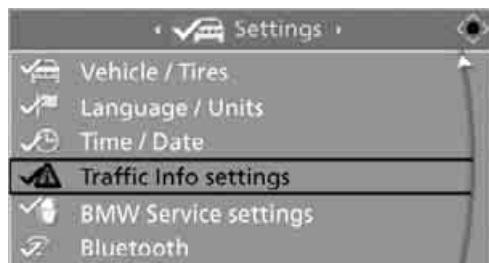 Settings
Vehicle / Tires
Language / Units
Time / Date
Traffic Info settings
BMW Service settings
Bluetooth